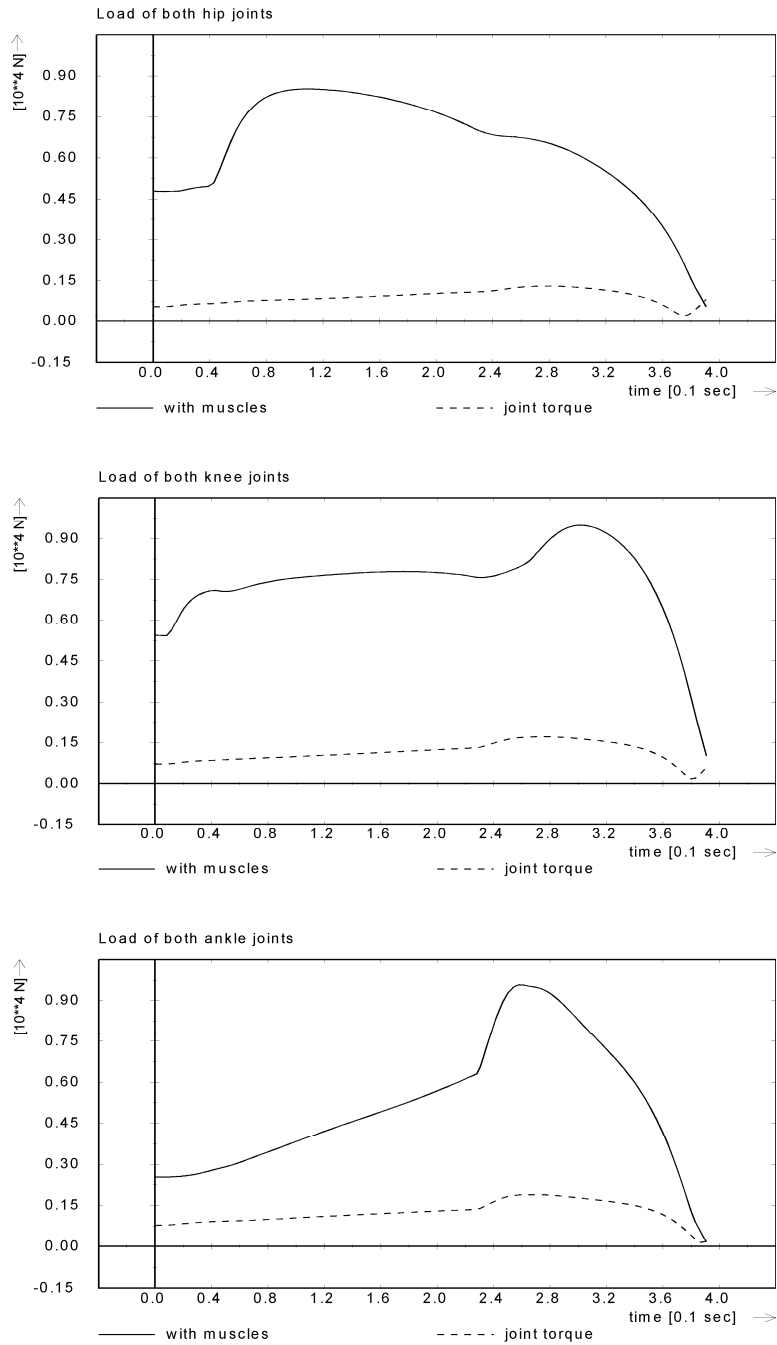 Load of both hip joints
[10**4 N]
0.90
0.75
0.60
0.45
0.30
0.15
0.00
-0.15
0.0 0.4 0.8 1.2 1.6 2.0 2.4 2.8 3.2 3.6 4.0
time [0.1 sec]
with muscles joint torque
Load of both knee joints
[10**4 N]
0.90
0.75
0.60
0.45
0.30
0.15
0.00
-0.15
0.0 0.4 0.8 1.2 1.6 2.0 2.4 2.8 3.2 3.6 4.0
time [0.1 sec]
with muscles joint torque
Load of both ankle joints
[10**4 N]
0.90
0.75
0.60
0.45
0.30
0.15
0.00
-0.15
0.0 0.4 0.8 1.2 1.6 2.0 2.4 2.8 3.2 3.6 4.0
time [0.1 sec]
with muscles joint torque